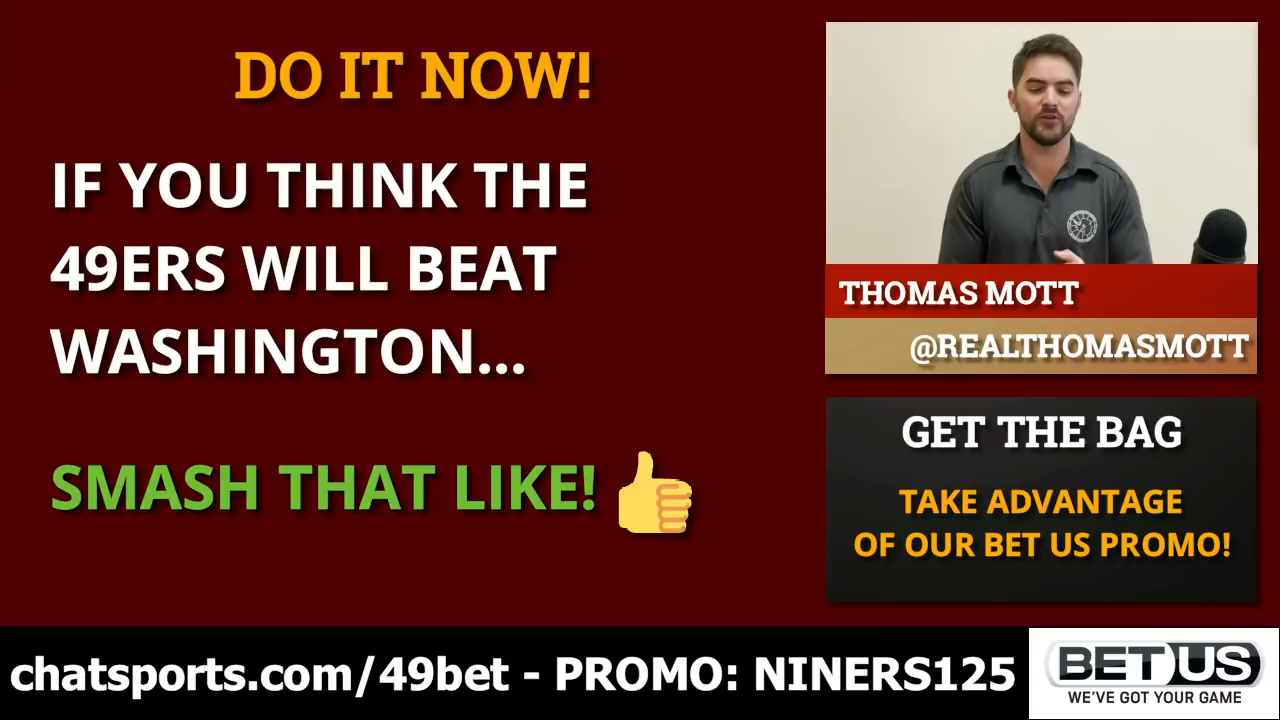 DO IT NOW!
IF YOU THINK THE
49ERS WILL BEAT
WASHINGTON...
SMASH THAT LIKE!
THOMAS MOTT
@REALTHOMASMOTT
GET THE BAG
TAKE ADVANTAGE
OF OUR BET US PROMO!
chatsports.com/49bet - PROMO: NINERS125
BETUS
WE'VE GOT YOUR GAME